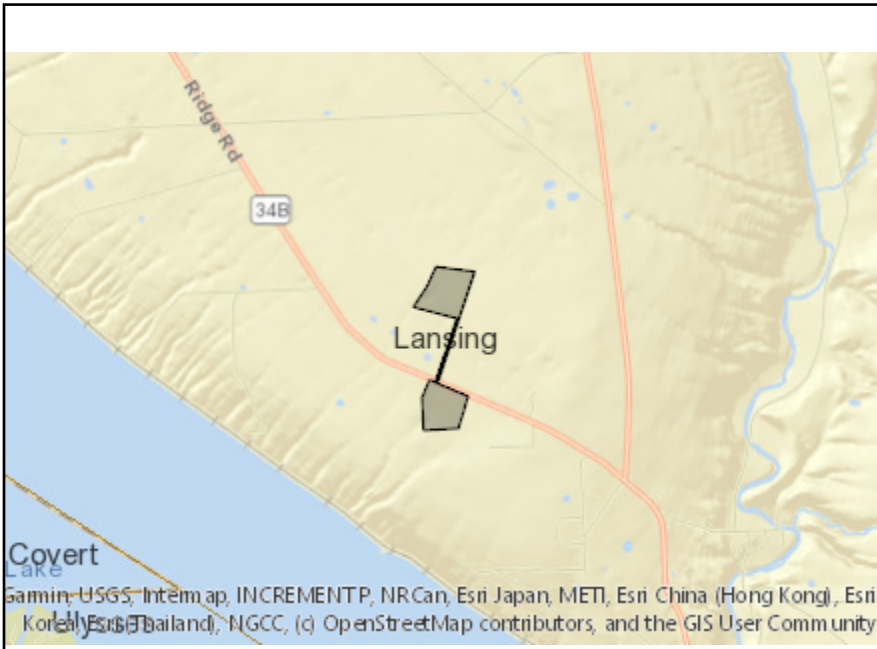 Ridge Rd
34B
Lansing
Covert
Lake
Ulysses
Garmin, USGS, Intermap, INCREMENT P, NRCan, Esri Japan, METI, Esri China (Hong Kong), Esri
Korea, Esri (Thailand), NGCC, (c) OpenStreetMap contributors, and the GIS User Community